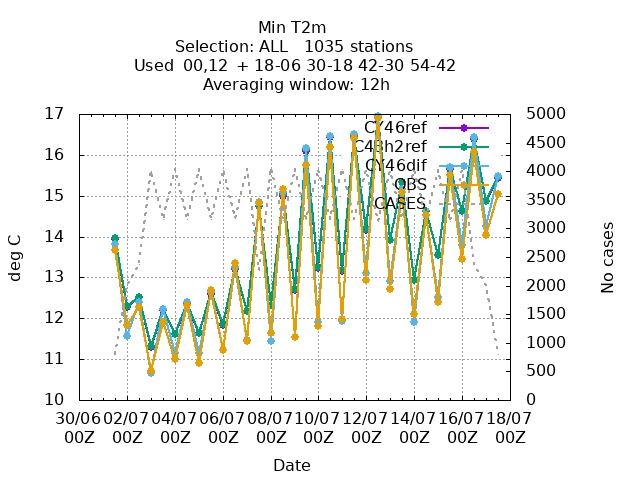 Min T2m
Selection: ALL   1035 stations
Used  00,12  + 18-06 30-18 42-30 54-42
Averaging window: 12h
17
16
15
14
13
12
11
10
deg C
5000
4500
4000
3500
3000
2500
2000
1500
1000
500
0
No cases
CY46ref
C43h2ref
CY46dif
OBS
CASES
30/06 02/07 04/07 06/07 08/07 10/07 12/07 14/07 16/07 18/07
00Z 00Z 00Z 00Z 00Z 00Z 00Z 00Z 00Z 00Z
Date